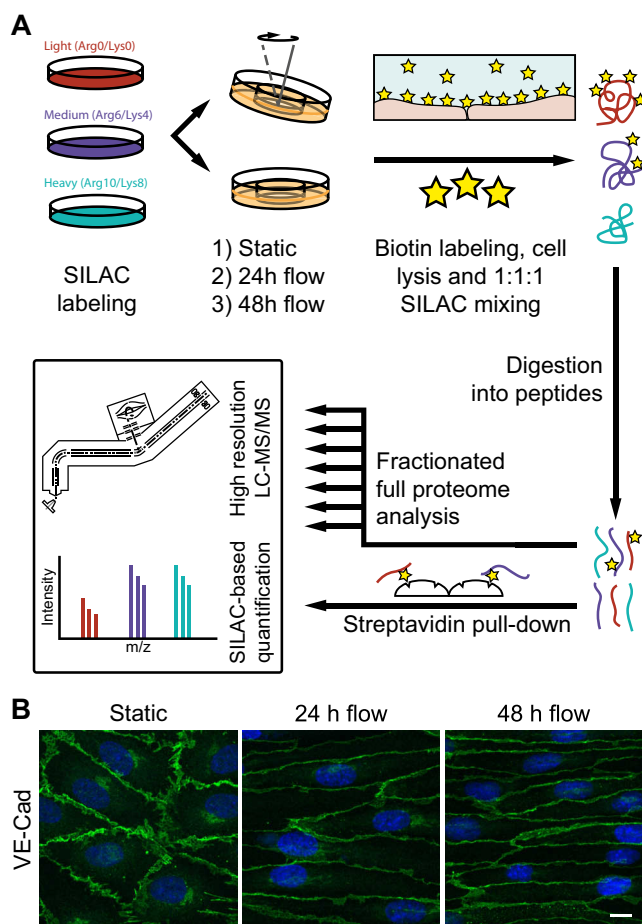 A
Light (Arg0/Lys0)
Medium (Arg6/Lys4)
Heavy (Arg10/Lys8)
SILAC
labeling
1) Static
2) 24h flow
3) 48h flow
Biotin labeling, cell
lysis and 1:1:1
SILAC mixing
Digestion
into peptides
Fractionated
full proteome
analysis
Streptavidin pull-down
High resolution
LC-MS/MS
SILAC-based
quantification
Intensity
m/z
B
Static
24 h flow
48 h flow
VE-Cad